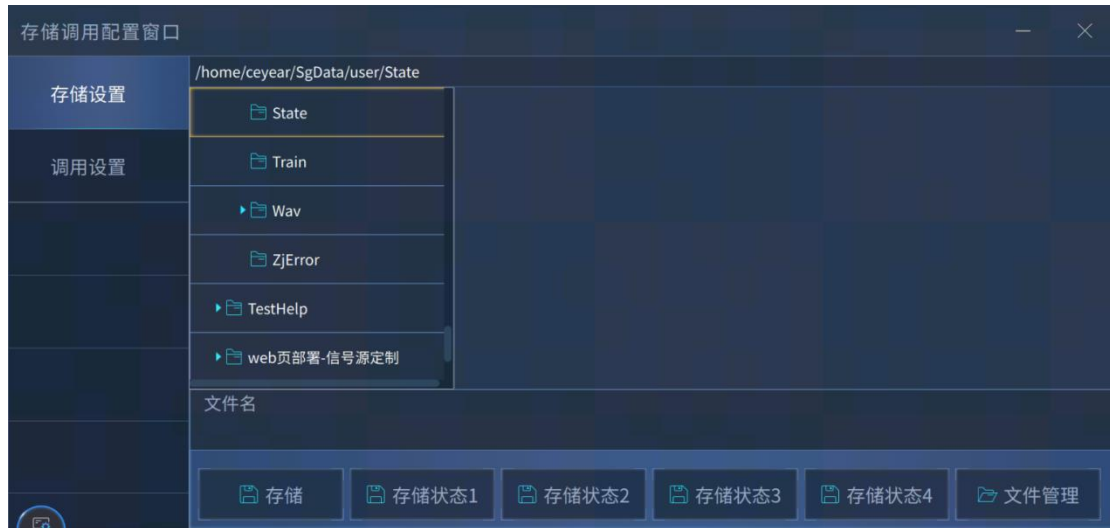 存储调用配置窗口
/home/ceyear/SgData/user/State
存储设置
State
Train
调用设置
Wav
ZjError
TestHelp
web页部署-信号源定制
文件名
存储 存储状态1 存储状态2 存储状态3 存储状态4 文件管理